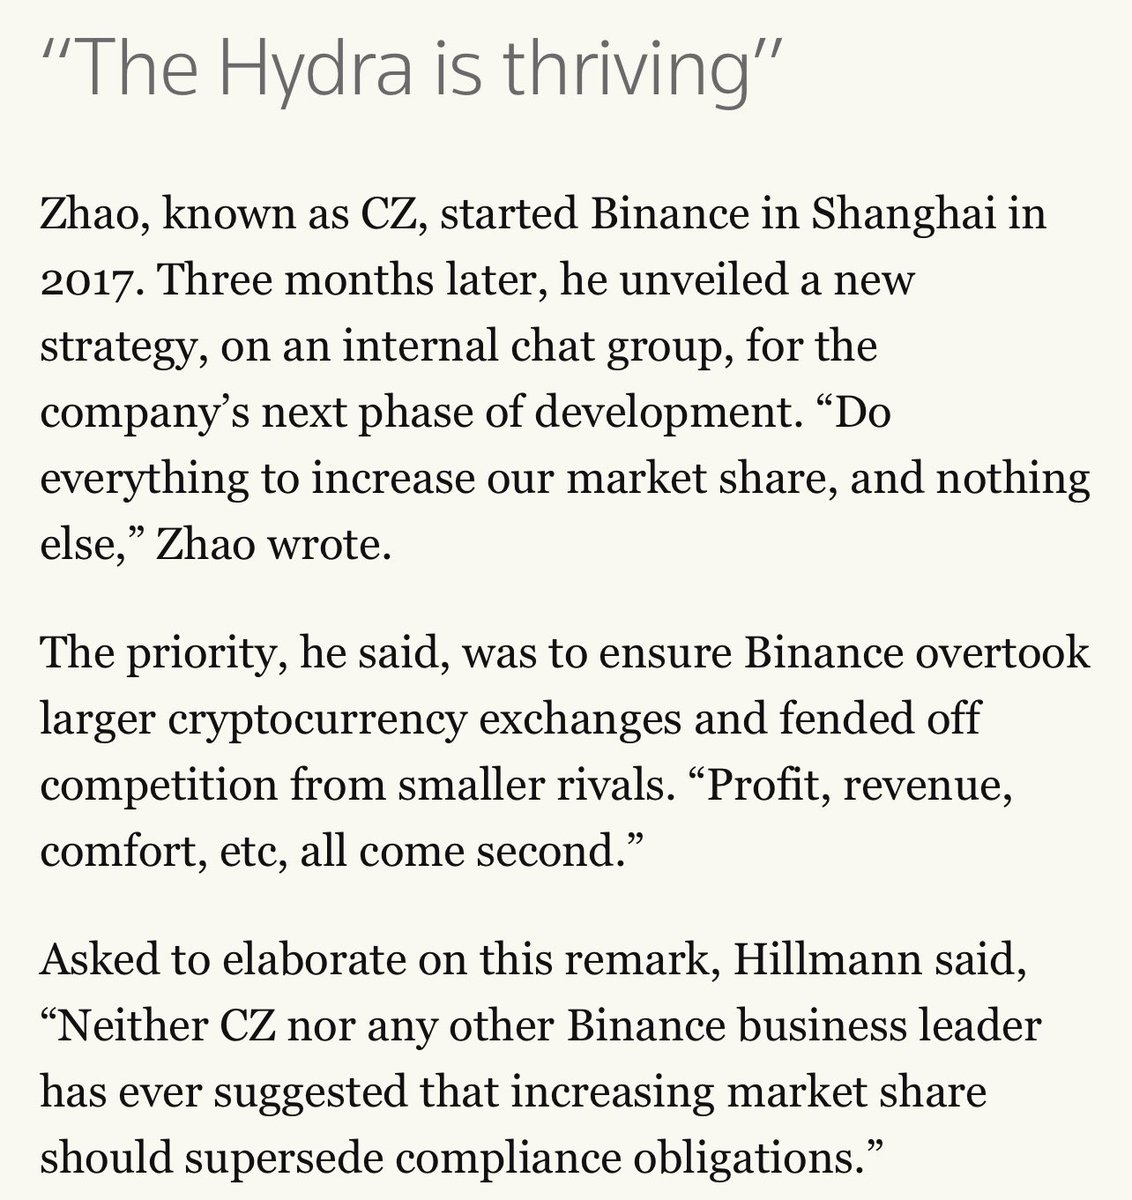 “The Hydra is thriving”
Zhao, known as CZ, started Binance in Shanghai in
2017. Three months later, he unveiled a new
strategy, on an internal chat group, for the
company’s next phase of development. “Do
everything to increase our market share, and nothing
else,” Zhao wrote.
The priority, he said, was to ensure Binance overtook
larger cryptocurrency exchanges and fended off
competition from smaller rivals. “Profit, revenue,
comfort, etc, all come second.”
Asked to elaborate on this remark, Hillmann said,
“Neither CZ nor any other Binance business leader
has ever suggested that increasing market share
should supersede compliance obligations.”